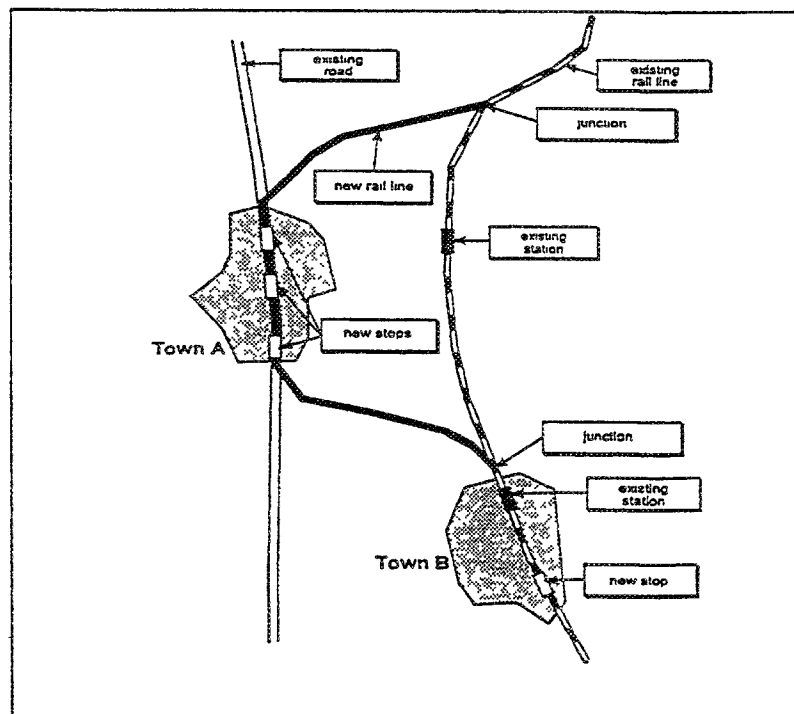 existing
road
existing
rail line
junction
new rail line
existing
station
new stops
Town A
junction
existing
station
Town B
new stop